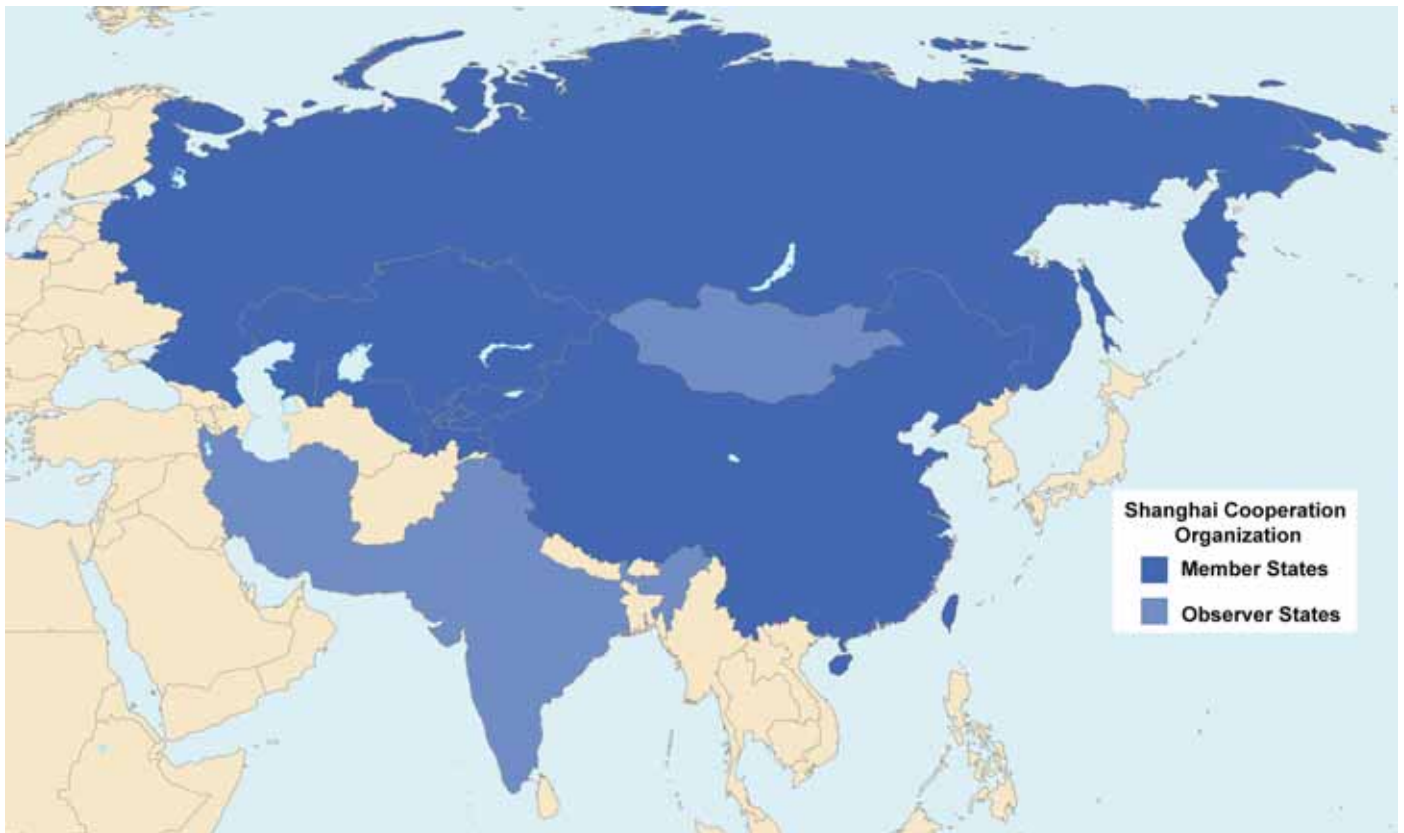 Shanghai Cooperation
Organization
Member States
Observer States